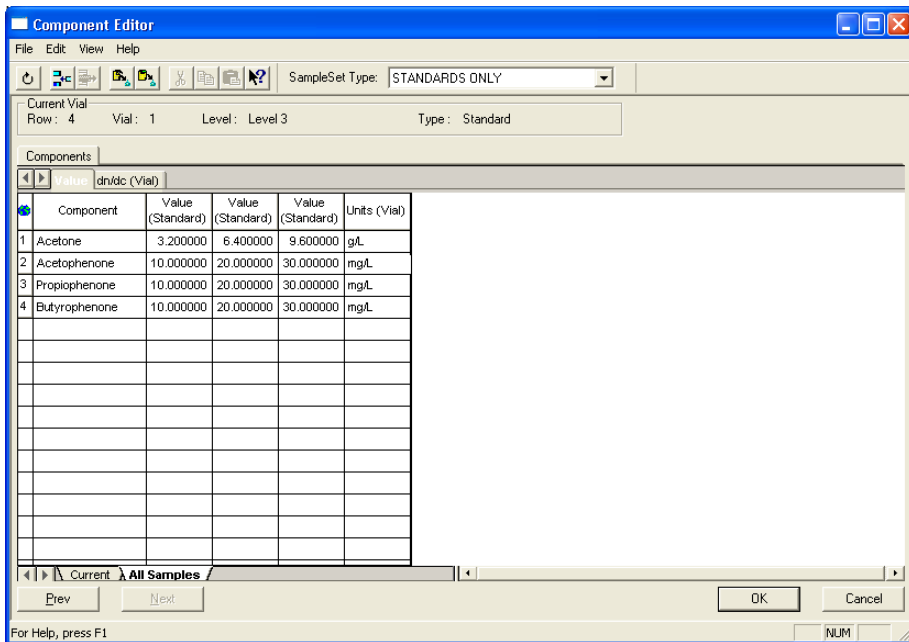 Component Editor
File Edit View Help
SampleSet Type: STANDARDS ONLY
Current Vial
Row: 4 Vial: 1 Level: Level 3 Type: Standard
Components
Value dn/dc (Vial)
Component Value (Standard) Value (Standard) Value (Standard) Units (Vial)
1 Acetone 3.200000 6.400000 9.600000 g/L
2 Acetophenone 10.000000 20.000000 30.000000 mg/L
3 Propiophenone 10.000000 20.000000 30.000000 mg/L
4 Butyrophenone 10.000000 20.000000 30.000000 mg/L
Current All Samples
Prev Next OK Cancel
For Help, press F1 NUM